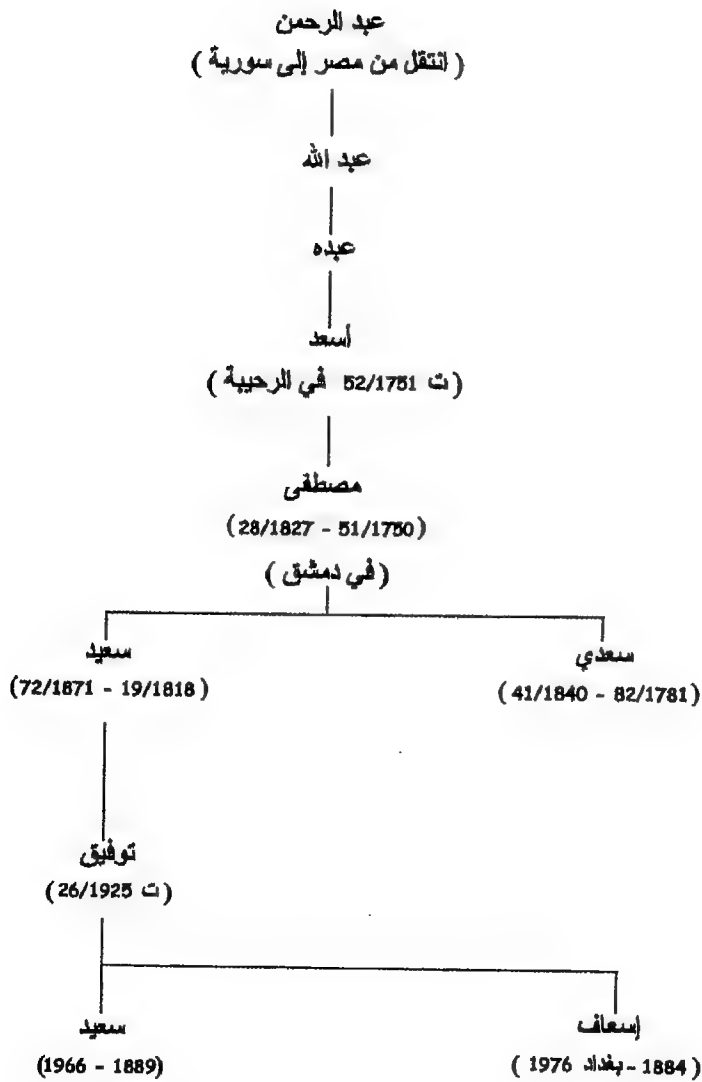 عبد الرحمن
( انتقل من مصر إلى سورية )
عبد الله
عبده
أسعد
( ت 1751/52 في الرحيبة )
مصطفى
(1750/51 - 1827/28)
( في دمشق )
سعدي
(1781/82 - 1840/41 )
سعيد
( 1818/19 - 1871/72)
توفيق
( ت 1925/26 )
إسعاف
(1884 - بغداد 1976 )
سعيد
(1889 - 1966)